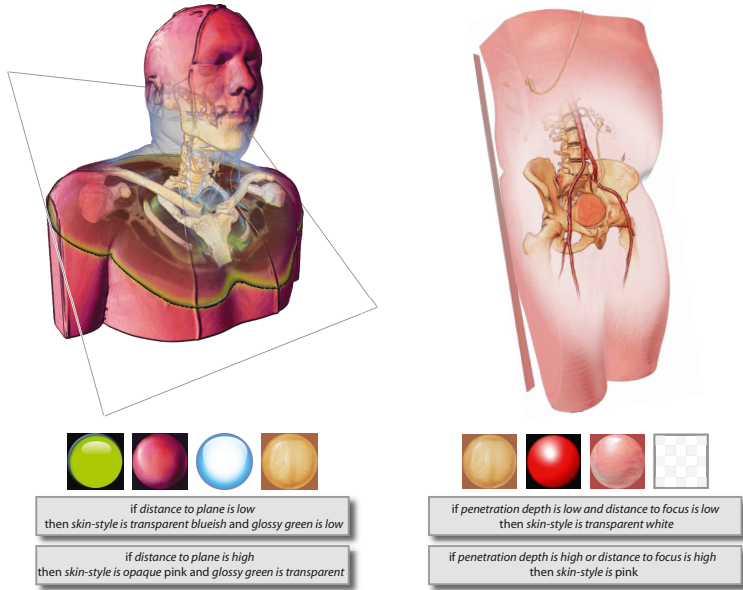 if distance to plane is low
then skin-style is transparent blueish and glossy green is low
if distance to plane is high
then skin-style is opaque pink and glossy green is transparent
if penetration depth is low and distance to focus is low
then skin-style is transparent white
if penetration depth is high or distance to focus is high
then skin-style is pink